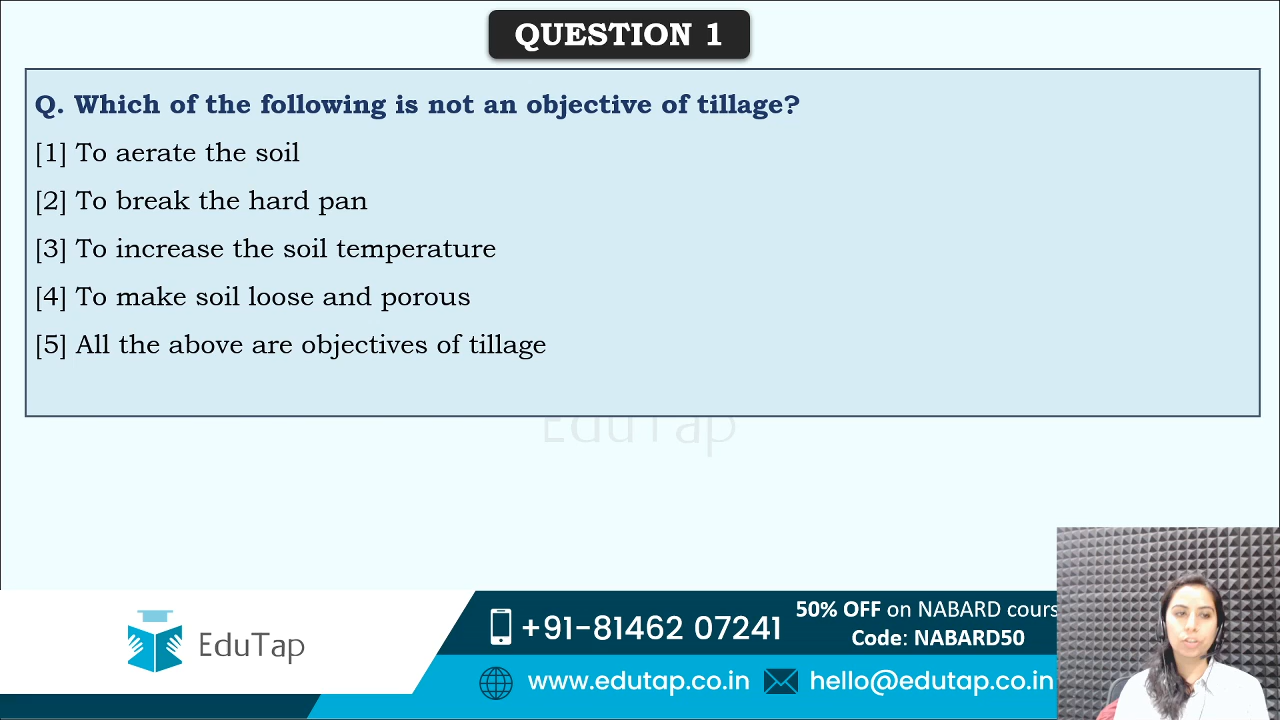 QUESTION 1
Q. Which of the following is not an objective of tillage?
[1] To aerate the soil
[2] To break the hard pan
[3] To increase the soil temperature
[4] To make soil loose and porous
[5] All the above are objectives of tillage
EduTap
EduTap
+91-81462 07241
50% OFF on NABARD cours
Code: NABARD50
www.edutap.co.in
hello@edutap.co.in